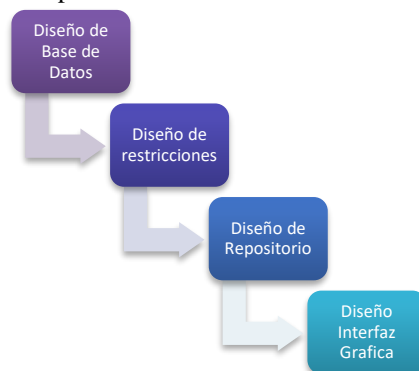 Diseño de
Base de
Datos
Diseño de
restricciones
Diseño de
Repositorio
Diseño
Interfaz
Grafica